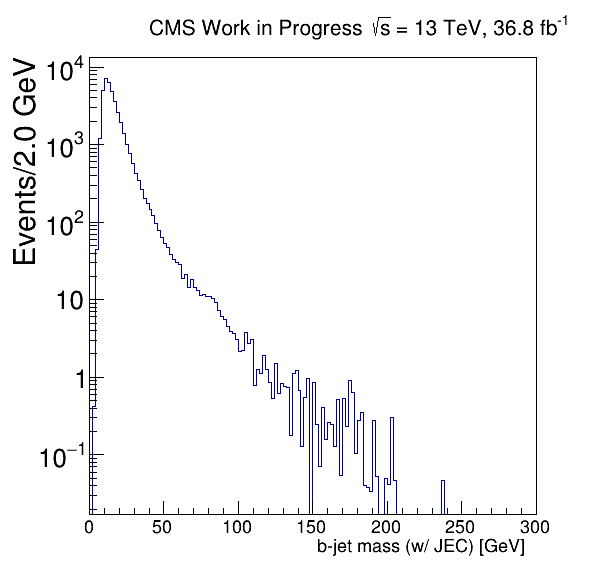 CMS Work in Progress √s = 13 TeV, 36.8 fb⁻¹
Events/2.0 GeV
10⁴
10³
10²
10
1
10⁻¹
0 50 100 150 200 250 300
b-jet mass (w/ JEC) [GeV]